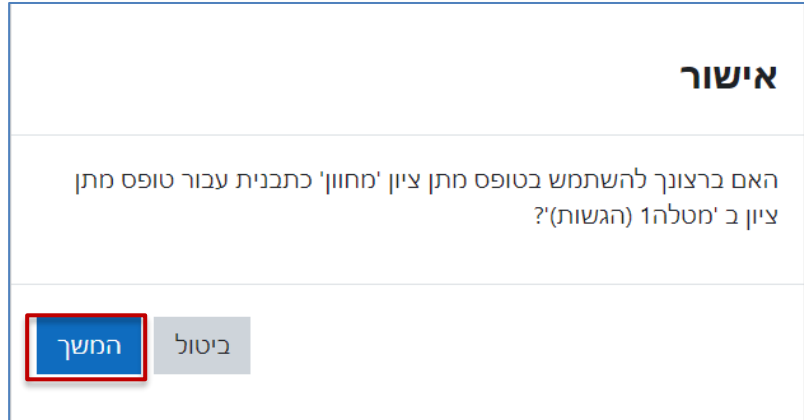 אישור
האם ברצונך להשתמש בטופס מתן ציון 'מחוון' כתבנית עבור טופס מתן
ציון ב 'מטלה1 (הגשות)'?
ביטול
המשך